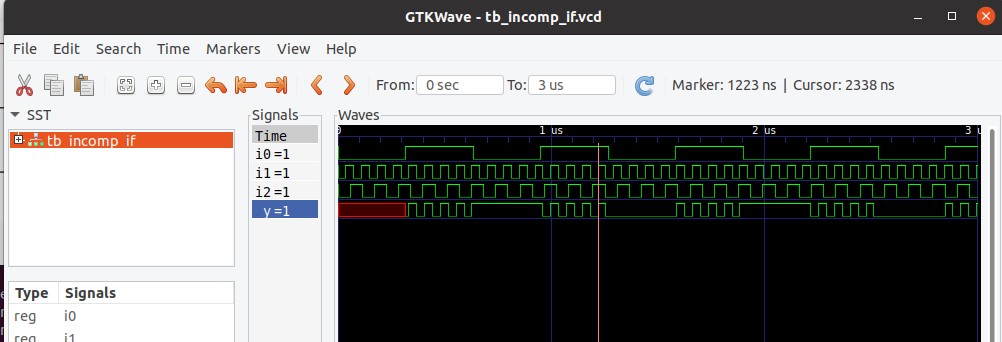 GTKWave - tb_incomp_if.vcd
File Edit Search Time Markers View Help
From: 0 sec To: 3 us Marker: 1223 ns | Cursor: 2338 ns
SST
tb_incomp_if
Type Signals
reg i0
reg i1
Signals
Time
i0=1
i1=1
i2=1
y=1
Waves
0 1 us 2 us 3 u